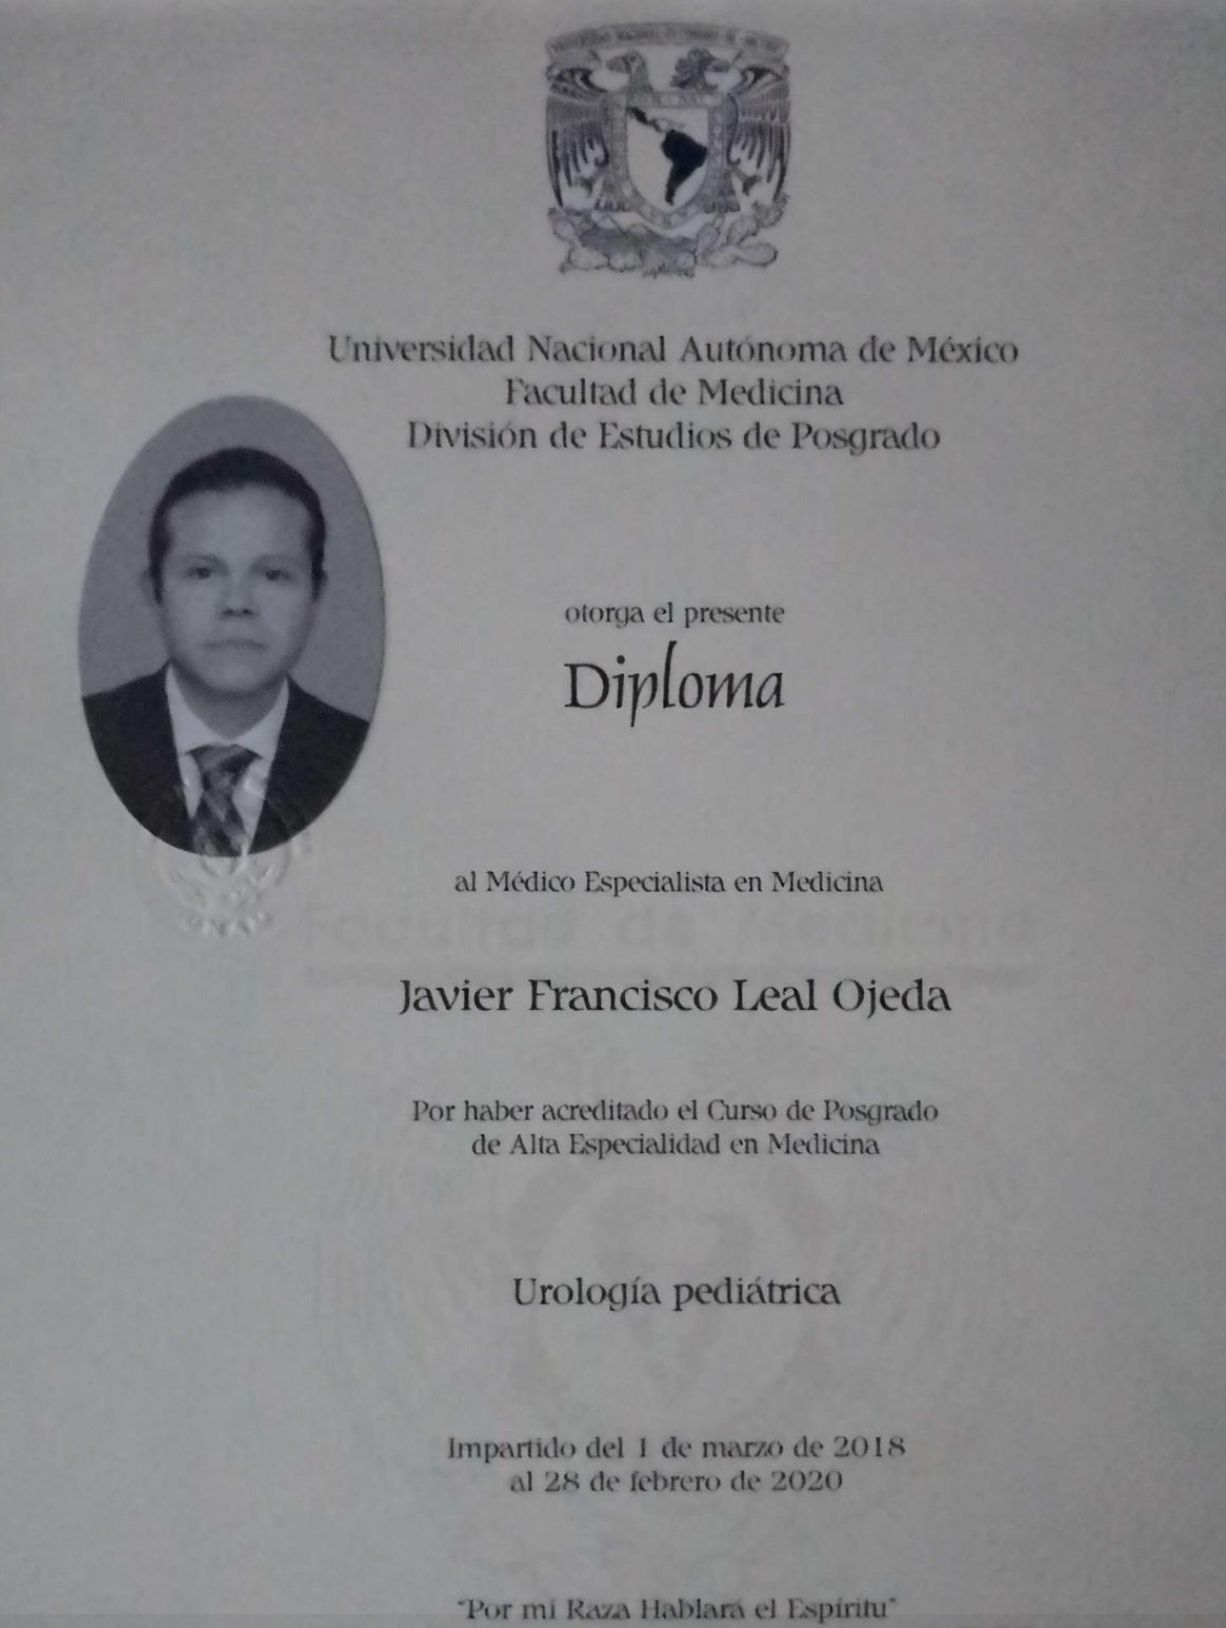 Universidad Nacional Autónoma de México
Facultad de Medicina
División de Estudios de Posgrado
otorga el presente
Diploma
al Médico Especialista en Medicina
Facultad de Medicina
Javier Francisco Leal Ojeda
Por haber acreditado el Curso de Posgrado
de Alta Especialidad en Medicina
Urología pediátrica
Impartido del 1 de marzo de 2018
al 28 de febrero de 2020
"Por mi Raza Hablará el Espíritu"